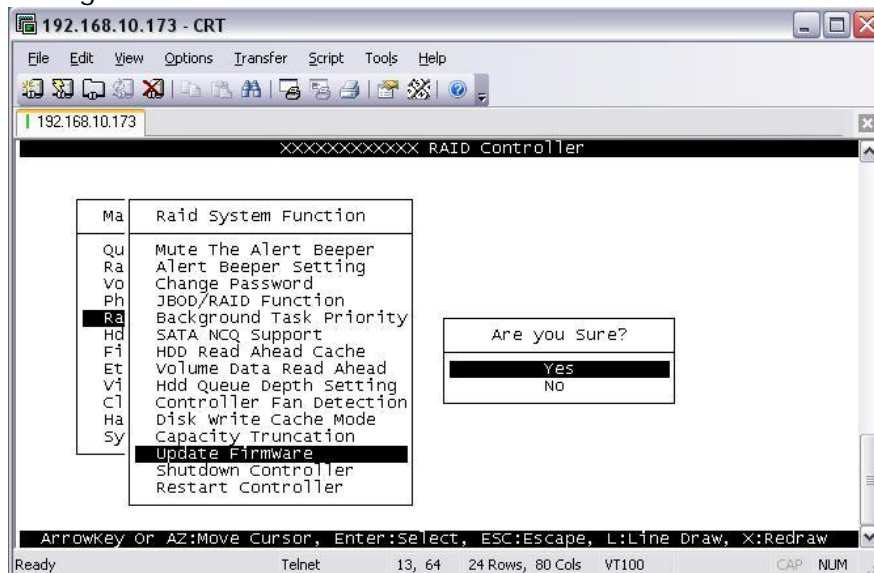 192.168.10.173 - CRT
File Edit View Options Transfer Script Tools Help
192.168.10.173
XXXXXXXXXXXX RAID Controller
Ma
Raid System Function
Qu
Mute The Alert Beeper
Ra
Alert Beeper Setting
Vo
Change Password
Ph
JBOD/RAID Function
Ra
Background Task Priority
Hd
SATA NCQ Support
Fi
HDD Read Ahead Cache
Et
Volume Data Read Ahead
Vi
Hdd Queue Depth Setting
Cl
Controller Fan Detection
Ha
Disk Write Cache Mode
Sy
Capacity Truncation
Update FirmWare
Shutdown Controller
Restart Controller
Are you Sure?
Yes
No
ArrowKey Or AZ:Move Cursor, Enter:Select, ESC:Escape, L:Line Draw, X:Redraw
Ready Telnet 13, 64 24 Rows, 80 Cols VT100 CAP NUM